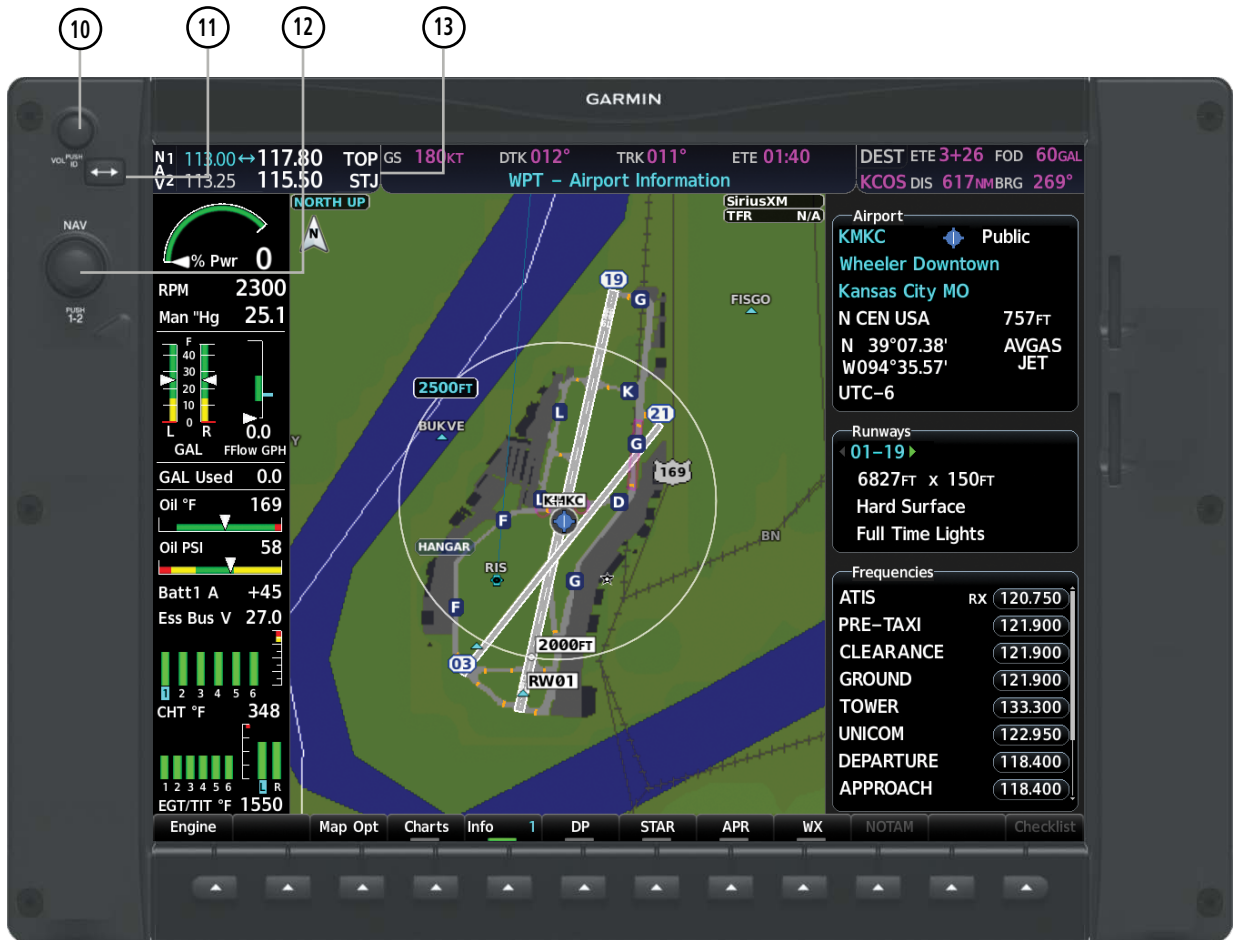 10 11 12 13
GARMIN
VOL PUSH ID
NAV
PUSH 1-2
NAV
1 113.00 ↔ 117.80 TOP
2 113.25 115.50 STJ
GS 180KT DTK 012° TRK 011° ETE 01:40
WPT – Airport Information
DEST ETE 3+26 FOD 60GAL
KCOS DIS 617NM BRG 269°
% Pwr 0
RPM 2300
Man "Hg 25.1
F
40
30
20
10
0
L R 0.0
GAL FFlow GPH
GAL Used 0.0
Oil °F 169
Oil PSI 58
Batt1 A +45
Ess Bus V 27.0
1 2 3 4 5 6
CHT °F 348
1 2 3 4 5 6 L R
EGT/TIT °F 1550
NORTH UP
N
SiriusXM
TFR N/A
19
G
FISGO
K
2500FT
L
21
BUKVE
Y
G
169
L
KMKC
D
F
BN
HANGAR
RIS
G
F
2000FT
03
RW01
Airport
KMKC Public
Wheeler Downtown
Kansas City MO
N CEN USA 757FT
N 39°07.38' AVGAS
W094°35.57' JET
UTC–6
Runways
01–19
6827FT x 150FT
Hard Surface
Full Time Lights
Frequencies
ATIS RX 120.750
PRE–TAXI 121.900
CLEARANCE 121.900
GROUND 121.900
TOWER 133.300
UNICOM 122.950
DEPARTURE 118.400
APPROACH 118.400
Engine Map Opt Charts Info 1 DP STAR APR WX NOTAM Checklist